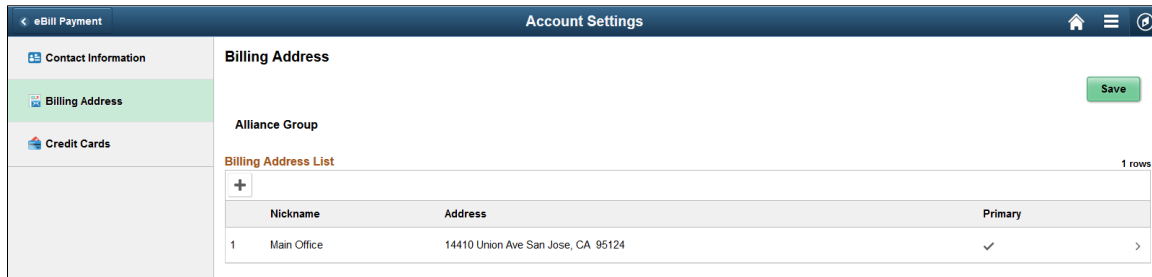 eBill Payment
Account Settings
Contact Information
Billing Address
Credit Cards
Billing Address
Save
Alliance Group
Billing Address List
1 rows
Nickname Address Primary
1 Main Office 14410 Union Ave San Jose, CA 95124